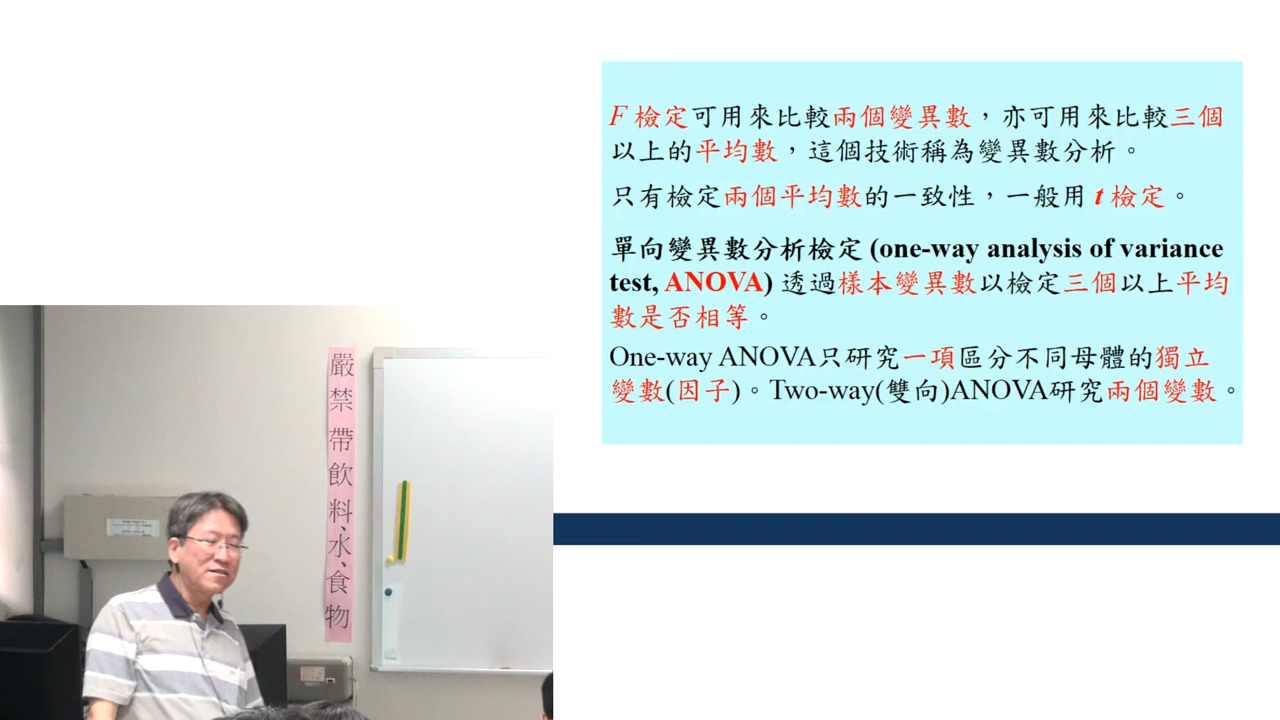 F 檢定可用來比較兩個變異數，亦可用來比較三個
以上的平均數，這個技術稱為變異數分析。
只有檢定兩個平均數的一致性，一般用 t 檢定。
單向變異數分析檢定 (one-way analysis of variance
test, ANOVA) 透過樣本變異數以檢定三個以上平均
數是否相等。
One-way ANOVA只研究一項區分不同母體的獨立
變數(因子)。Two-way(雙向)ANOVA研究兩個變數。
嚴禁帶飲料、水、食物